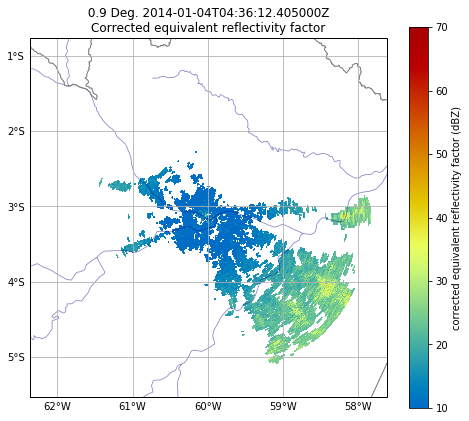 0.9 Deg. 2014-01-04T04:36:12.405000Z
Corrected equivalent reflectivity factor
1°S
2°S
3°S
4°S
5°S
62°W
61°W
60°W
59°W
58°W
70
60
50
40
30
20
10
corrected equivalent reflectivity factor (dBZ)